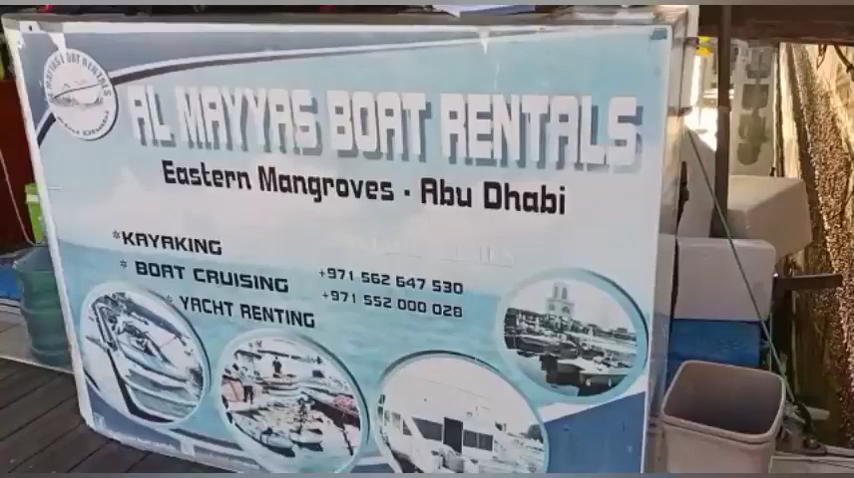 AL MAYYAS BOAT RENTALS
Eastern Mangroves - Abu Dhabi
*KAYAKING
* BOAT CRUISING
* YACHT RENTING
+971 562 647 530
+971 552 000 028